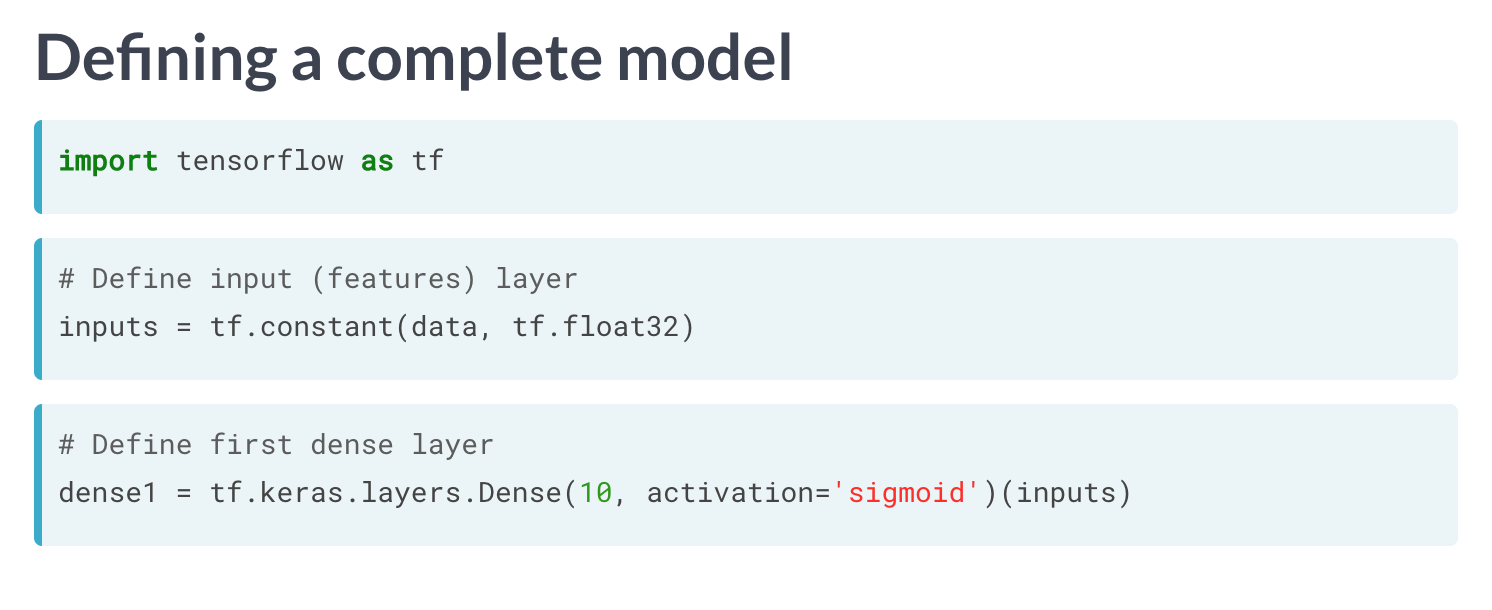 Defining a complete model
import tensorflow as tf
# Define input (features) layer
inputs = tf.constant(data, tf.float32)
# Define first dense layer
dense1 = tf.keras.layers.Dense(10, activation='sigmoid')(inputs)